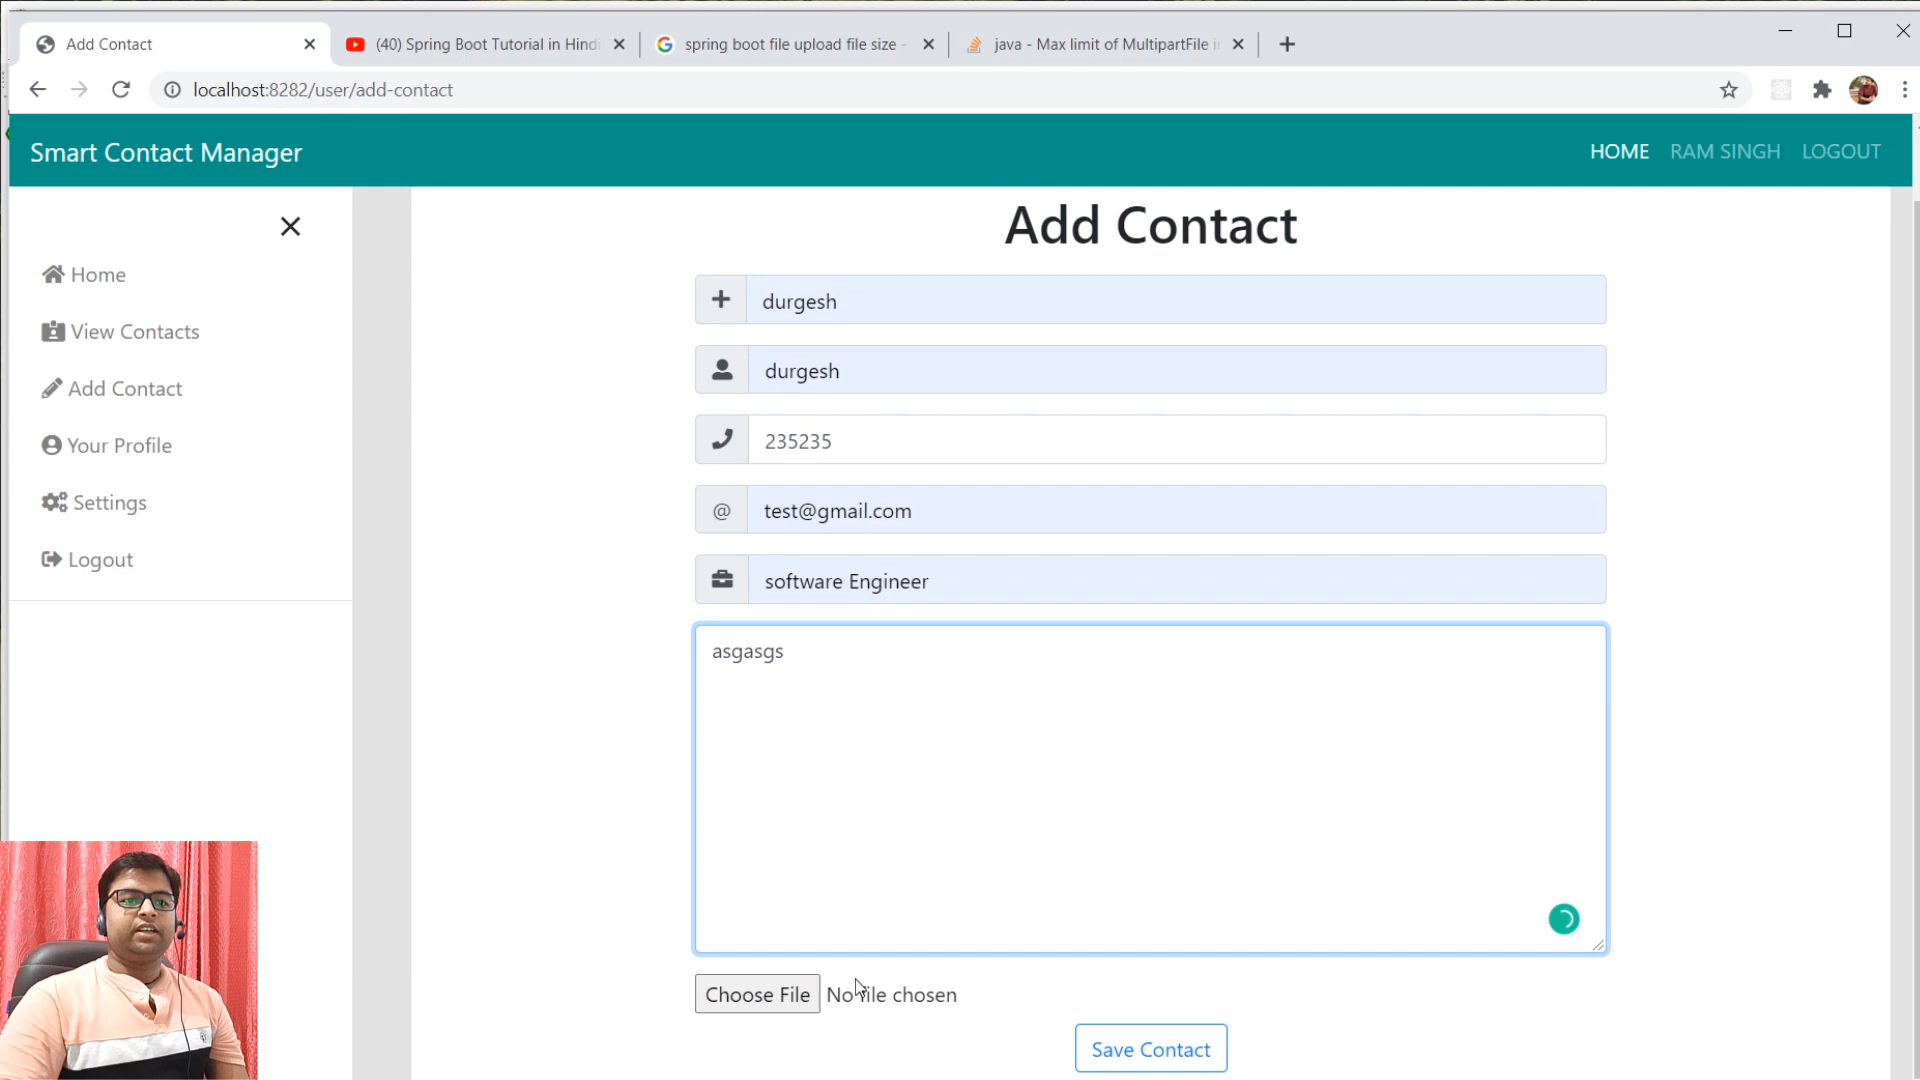 Add Contact
(40) Spring Boot Tutorial in Hindi
spring boot file upload file size -
java - Max limit of MultipartFile i
localhost:8282/user/add-contact
Smart Contact Manager
HOME
RAM SINGH
LOGOUT
Home
View Contacts
Add Contact
Your Profile
Settings
Logout
Add Contact
durgesh
durgesh
235235
@
test@gmail.com
software Engineer
asgasgs
Choose File
No file chosen
Save Contact